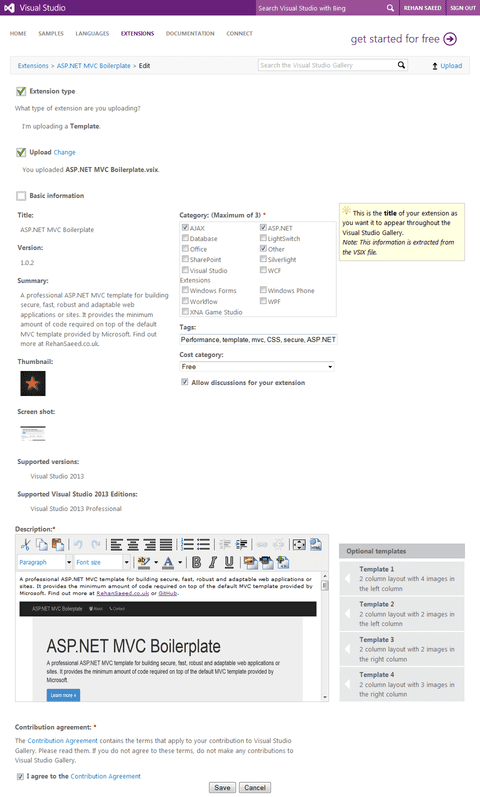 Visual Studio
Search Visual Studio with Bing
REHAN SAEED
SIGN OUT
HOME SAMPLES LANGUAGES EXTENSIONS DOCUMENTATION CONNECT
get started for free
Extensions > ASP.NET MVC Boilerplate > Edit
Search the Visual Studio Gallery
Upload
Extension type
What type of extension are you uploading?
I'm uploading a Template.
Upload Change
You uploaded ASP.NET MVC Boilerplate.vsix.
Basic information
Title:
ASP.NET MVC Boilerplate
Version:
1.0.2
Summary:
A professional ASP.NET MVC template for building
secure, fast, robust and adaptable web applications
or sites. It provides the minimum
amount of code required on top of the default
MVC template provided by Microsoft. Find out
more at RehanSaeed.co.uk.
Thumbnail:
Screen shot:
Supported versions:
Visual Studio 2013
Supported Visual Studio 2013 Editions:
Visual Studio 2013 Professional
Category: (Maximum of 3) *
AJAX ASP.NET
Database LightSwitch
Office Other
SharePoint Silverlight
Visual Studio WCF
Extensions
Windows Forms Windows Phone
Workflow WPF
XNA Game Studio
Tags:
Performance, template, mvc, CSS, secure, ASP.NET
Cost category:
Free
Allow discussions for your extension
This is the title of your extension as
you want it to appear throughout the
Visual Studio Gallery.
Note: This information is extracted from
the VSIX file.
Description:*
Paragraph Font size
A professional ASP.NET MVC template for building secure, fast, robust and adaptable web applications or
sites. It provides the minimum amount of code required on top of the default MVC template provided by
Microsoft. Find out more at RehanSaeed.co.uk or GitHub.
ASP.NET MVC Boilerplate About Contact
ASP.NET MVC Boilerplate
A professional ASP.NET MVC template for building secure, fast, robust and adaptable web applications or
sites. It provides the minimum amount of code required on top of the default MVC template provided by
Microsoft.
Learn more »
Optional templates
Template 1
2 column layout with 4 images in
the left column
Template 2
2 column layout with 2 images in
the left column
Template 3
2 column layout with 2 images in
the right column
Template 4
2 column layout with 3 images in
the right column
Contribution agreement: *
The Contribution Agreement contains the terms that apply to your contribution to Visual Studio
Gallery. Please read them. If you do not agree to these terms, do not make any contributions to
Visual Studio Gallery.
I agree to the Contribution Agreement
Save Cancel